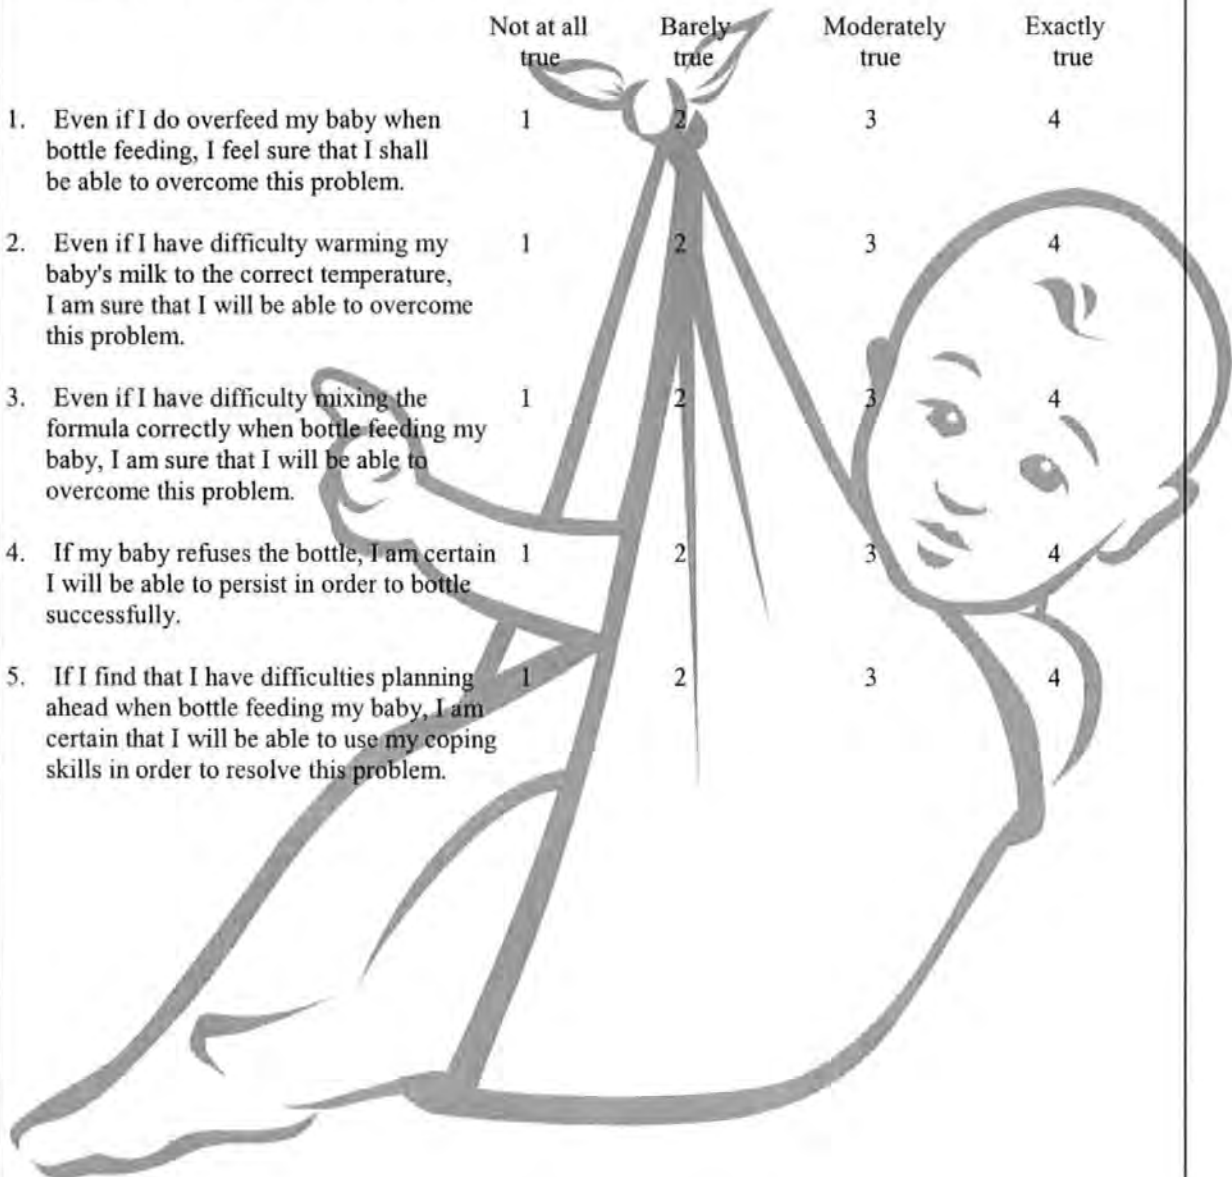 Not at all Barely Moderately Exactly
true true true true
1. Even if I do overfeed my baby when 1 2 3 4
bottle feeding, I feel sure that I shall
be able to overcome this problem.
2. Even if I have difficulty warming my 1 2 3 4
baby's milk to the correct temperature,
I am sure that I will be able to overcome
this problem.
3. Even if I have difficulty mixing the 1 2 3 4
formula correctly when bottle feeding my
baby, I am sure that I will be able to
overcome this problem.
4. If my baby refuses the bottle, I am certain 1 2 3 4
I will be able to persist in order to bottle
successfully.
5. If I find that I have difficulties planning 1 2 3 4
ahead when bottle feeding my baby, I am
certain that I will be able to use my coping
skills in order to resolve this problem.